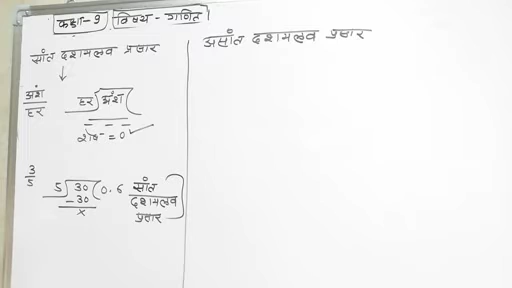 कक्षा-9 विषय-गणित
सांत दशमलव प्रसार
↓
अंश
हर
हर) अंश (
शेष = 0 ✓
3
5
5) 30 (0.6
-30
x
सांत
दशमलव
प्रसार
असांत दशमलव प्रसार